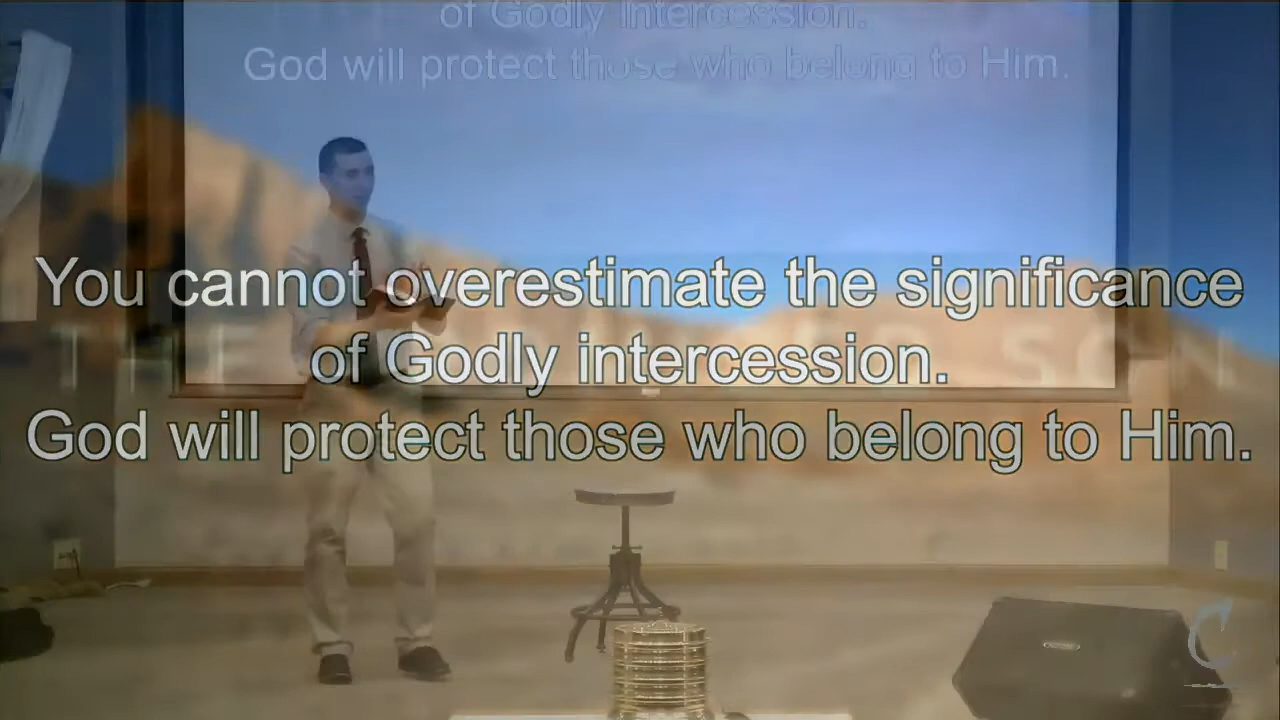 of Godly intercession.
God will protect those who belong to Him.
You cannot overestimate the significance
of Godly intercession.
God will protect those who belong to Him.
C